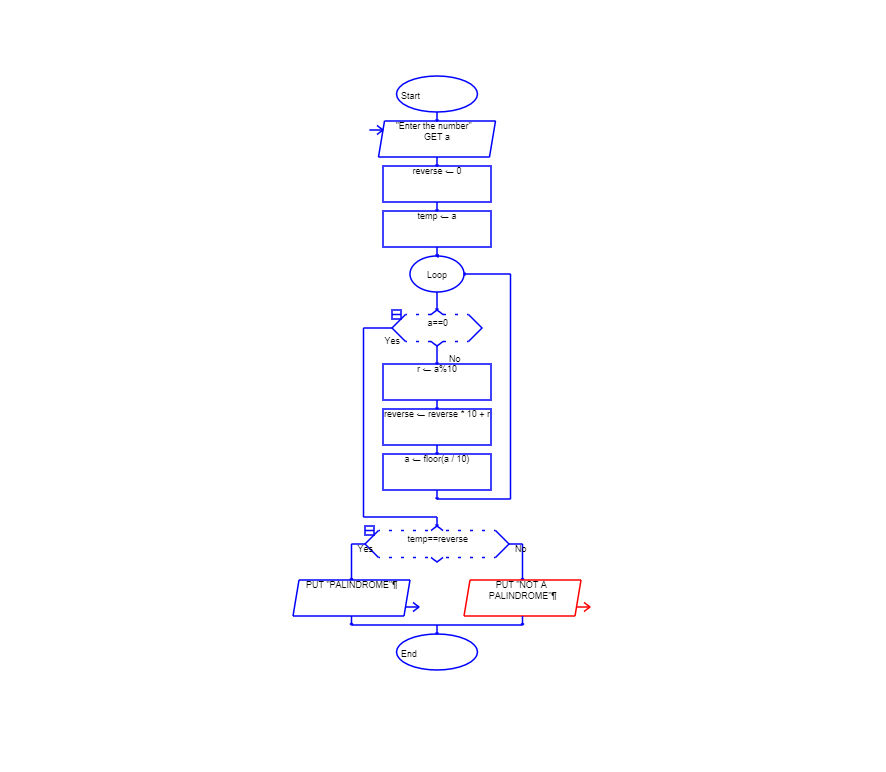 Start
"Enter the number"
GET a
reverse ← 0
temp ← a
Loop
a==0
Yes
No
r ← a%10
reverse ← reverse * 10 + r
a ← floor(a / 10)
temp==reverse
Yes
No
PUT "PALINDROME"¶
PUT "NOT A
PALINDROME"¶
End